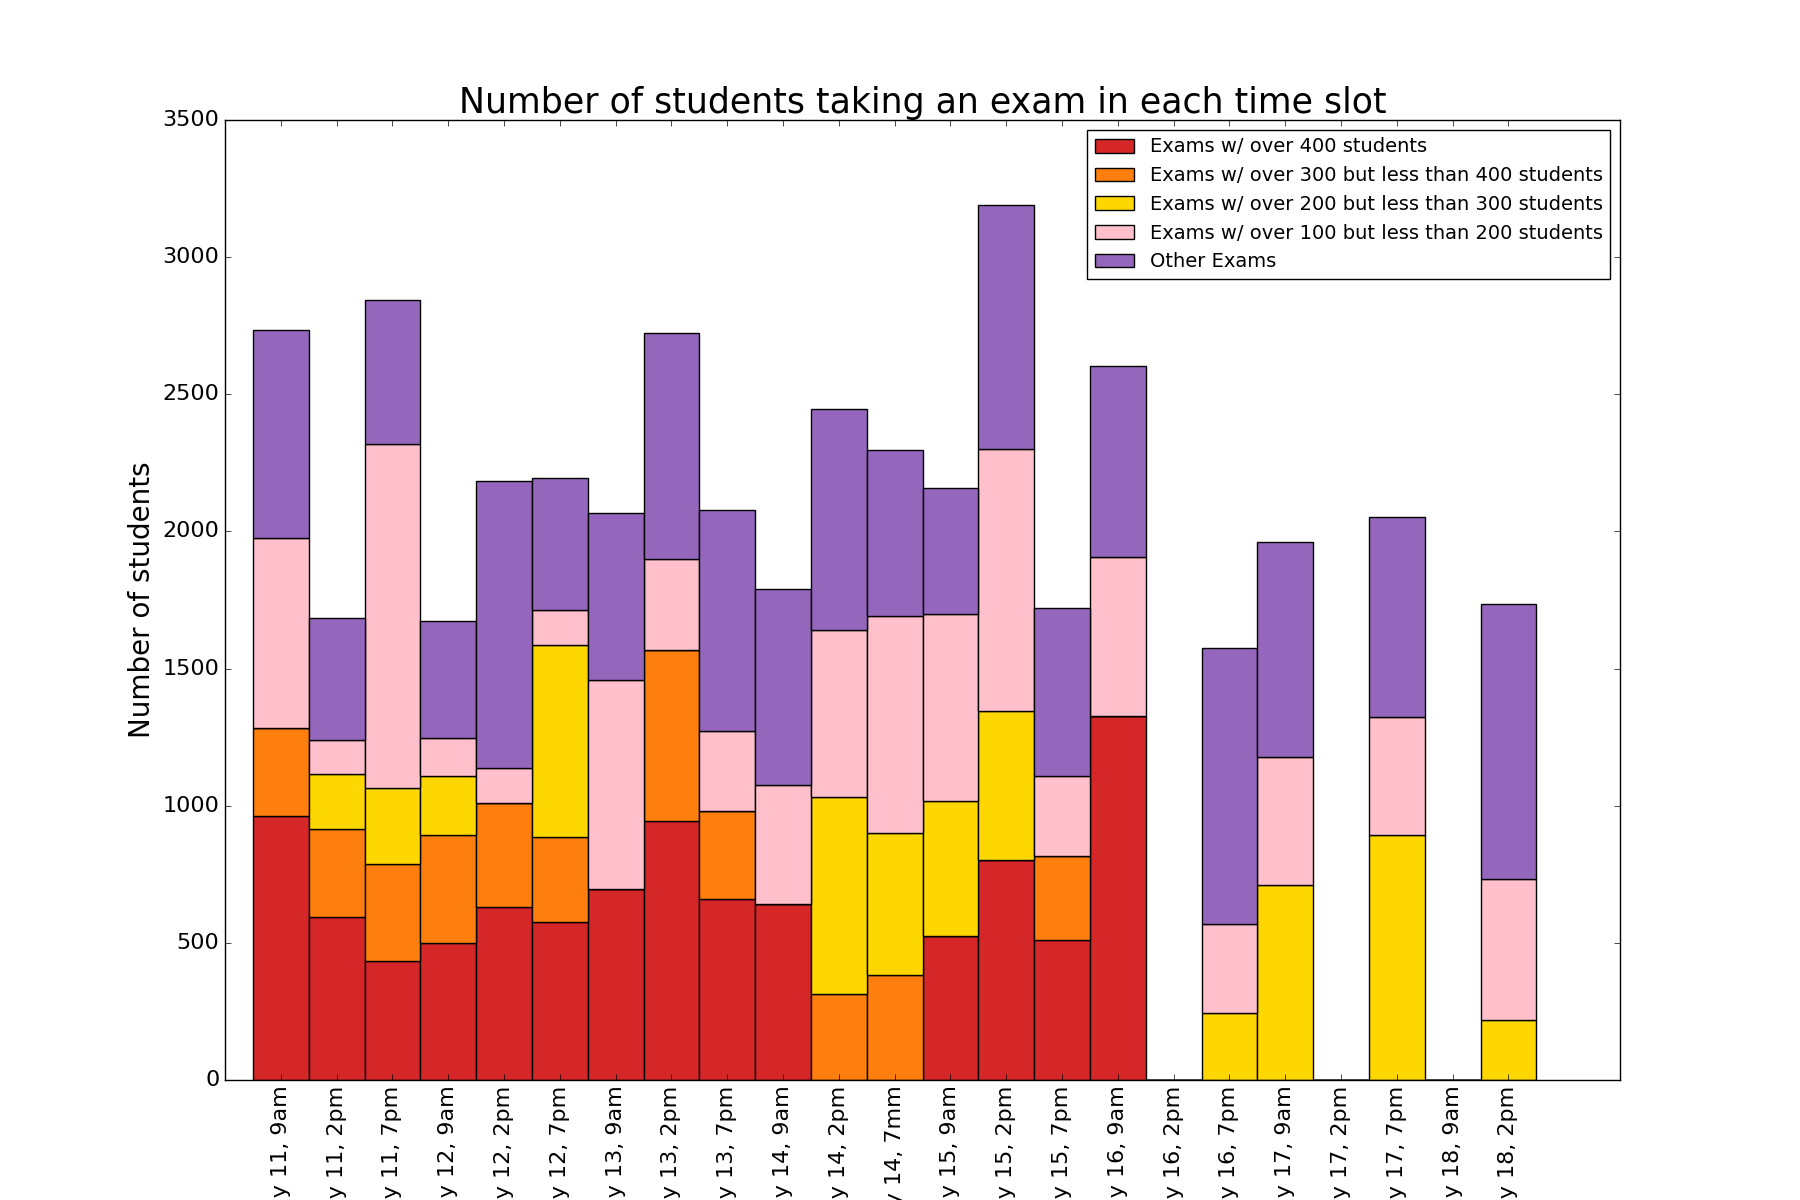 Number of students taking an exam in each time slot
3500
3000
2500
2000
1500
1000
500
0
Number of students
Exams w/ over 400 students
Exams w/ over 300 but less than 400 students
Exams w/ over 200 but less than 300 students
Exams w/ over 100 but less than 200 students
Other Exams
y 11, 9am
y 11, 2pm
y 11, 7pm
y 12, 9am
y 12, 2pm
y 12, 7pm
y 13, 9am
y 13, 2pm
y 13, 7pm
y 14, 9am
y 14, 2pm
y 14, 7mm
y 15, 9am
y 15, 2pm
y 15, 7pm
y 16, 9am
y 16, 2pm
y 16, 7pm
y 17, 9am
y 17, 2pm
y 17, 7pm
y 18, 9am
y 18, 2pm